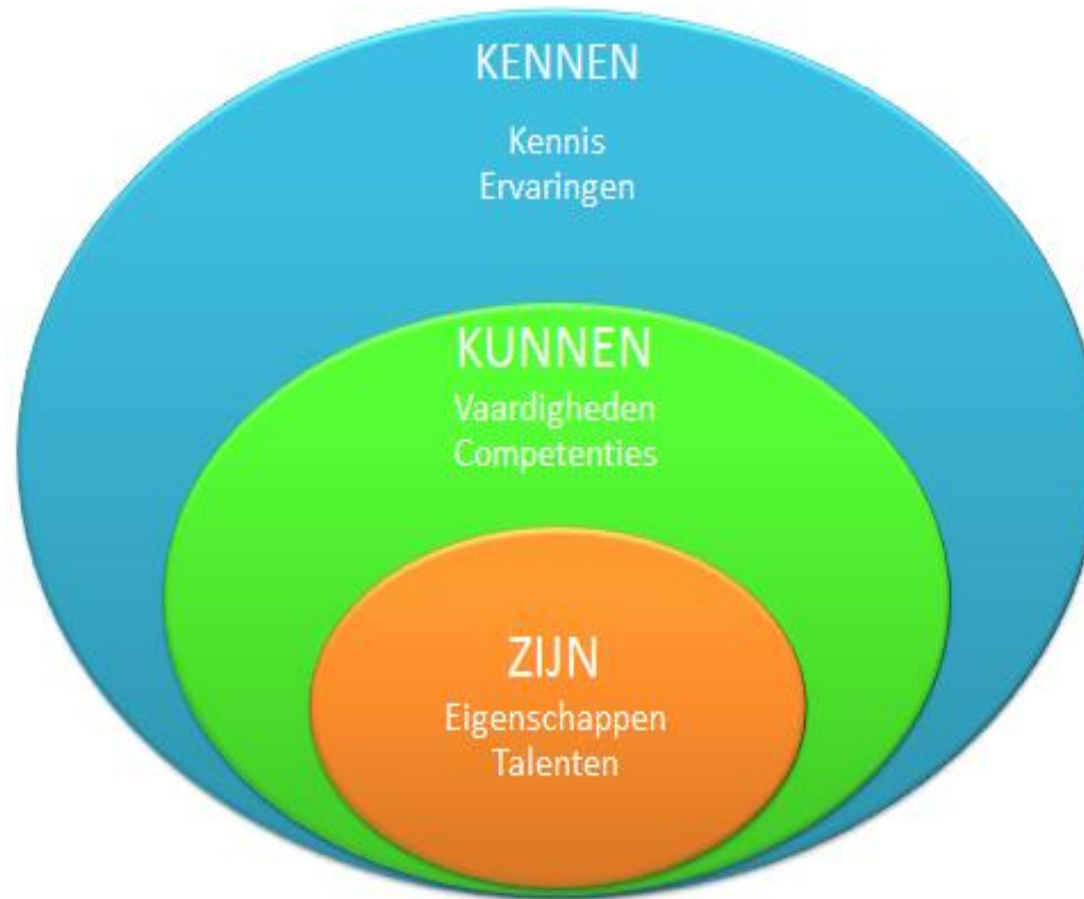 KENNEN
Kennis
Ervaringen
KUNNEN
Vaardigheden
Competenties
ZIJN
Eigenschappen
Talenten